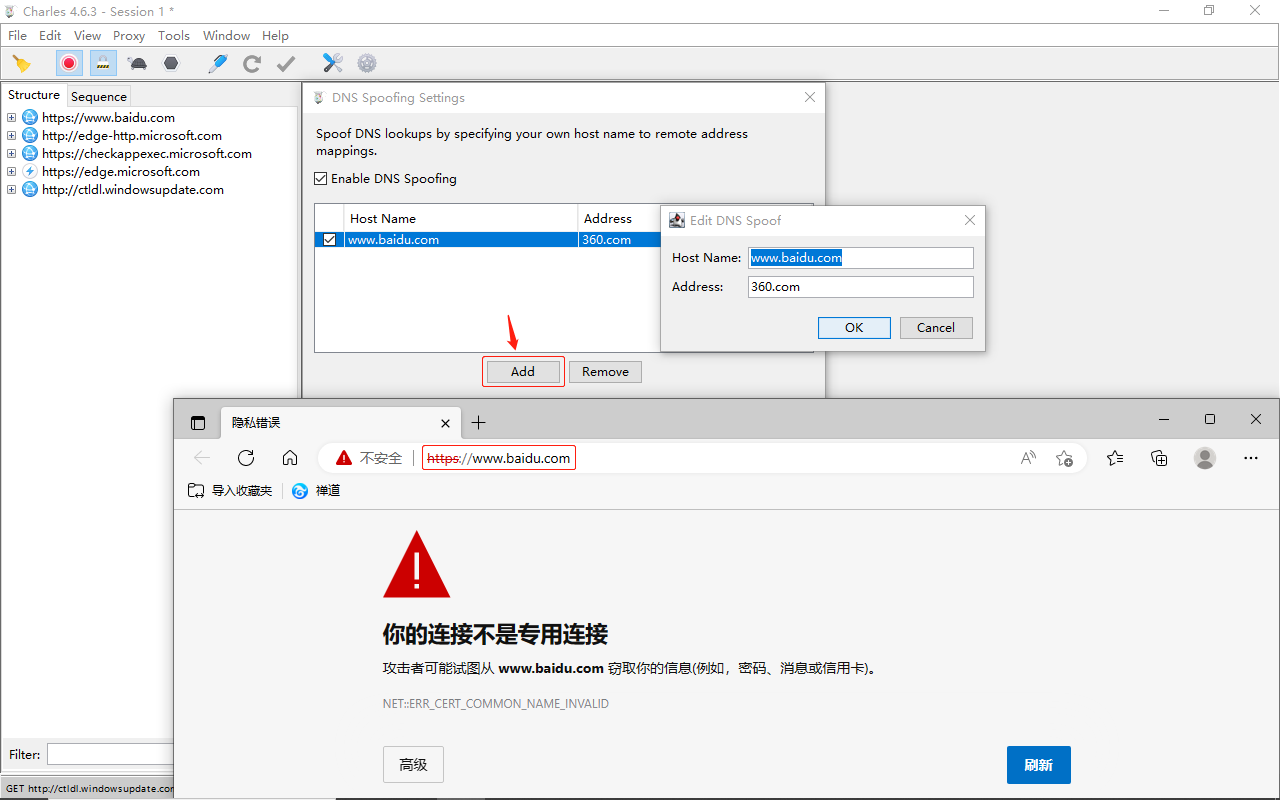 Charles 4.6.3 - Session 1 *
File Edit View Proxy Tools Window Help
Structure Sequence
https://www.baidu.com
http://edge-http.microsoft.com
https://checkappexec.microsoft.com
https://edge.microsoft.com
http://ctldl.windowsupdate.com
DNS Spoofing Settings
Spoof DNS lookups by specifying your own host name to remote address
mappings.
Enable DNS Spoofing
Host Name Address
www.baidu.com 360.com
Add Remove
Edit DNS Spoof
Host Name: www.baidu.com
Address: 360.com
OK Cancel
隐私错误
不安全 https://www.baidu.com
导入收藏夹 禅道
你的连接不是专用连接
攻击者可能试图从 www.baidu.com 窃取你的信息(例如，密码、消息或信用卡)。
NET::ERR_CERT_COMMON_NAME_INVALID
高级 刷新
Filter:
GET http://ctldl.windowsupdate.com